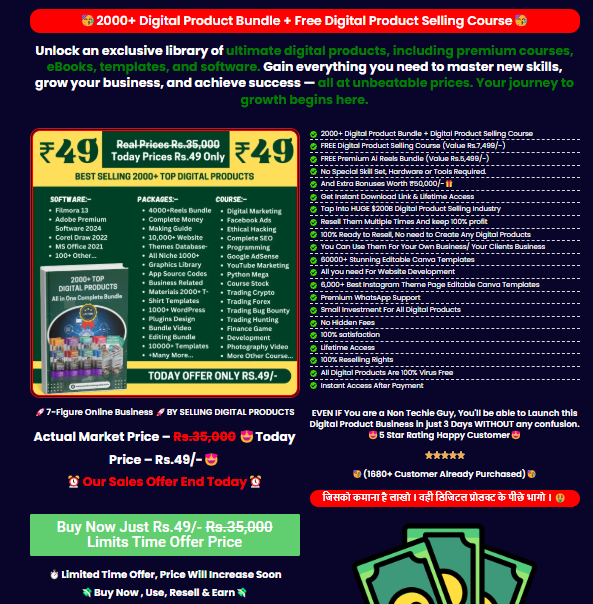 2000+ Digital Product Bundle + Free Digital Product Selling Course
Unlock an exclusive library of ultimate digital products, including premium courses,
eBooks, templates, and software. Gain everything you need to master new skills,
grow your business, and achieve success — all at unbeatable prices. Your journey to
growth begins here.
₹49
Real Prices Rs.35,000
Today Prices Rs.49 Only
₹49
BEST SELLING 2000+ TOP DIGITAL PRODUCTS
SOFTWARE:-
• Filmora 13
• Adobe Premium
Software 2024
• Corel Draw 2022
• MS Office 2021
• 100+ Other...
2000+ TOP
DIGITAL PRODUCTS
All in One Complete Bundle
PACKAGES:-
• 4000+Reels Bundle
• Complete Money
Making Guide
• 10,000+ Website
Themes Database-
• All Niche 1000+
Graphics Library
• App Source Codes
• Business Related
Materials 2000+ T-
Shirt Templates
• 1000+ WordPress
Plugins Design
• Bundle Video
Editing Bundle
• 10000+ Templates
• +Many More...
COURSE:-
• Digital Marketing
• Facebook Ads
• Ethical Hacking
• Complete SEO
• Programming
• Google AdSense
• YouTube Marketing
• Python Mega
• Course Stock
• Trading Crypto
• Trading Forex
• Trading Bug Bounty
• Trading Hunting
• Finance Game
• Development
• Photography Video
• More Other Course...
TODAY OFFER ONLY RS.49/-
🚀 7-Figure Online Business 🚀 BY SELLING DIGITAL PRODUCTS
Actual Market Price – Rs.35,000 🤩 Today
Price – Rs.49/- 🤩
⏰ Our Sales Offer End Today ⏰
Buy Now Just Rs.49/- Rs.35,000
Limits Time Offer Price
⏱ Limited Time Offer, Price Will Increase Soon
💸 Buy Now , Use, Resell & Earn 💸
2000+ Digital Product Bundle + Digital Product Selling Course
FREE Digital Product Selling Course (Value Rs.7,499/-)
FREE Premium Ai Reels Bundle (Value Rs.5,499/-)
No Special Skill Set, Hardware or Tools Required.
And Extra Bonuses Worth ₹50,000/- 🎁
Get Instant Download Link & Lifetime Access
Tap Into HUGE $200B Digital Product Selling Industry
Resell Them Multiple Times And keep 100% profit
100% Ready to Resell, No need to Create Any Digital Products
You Can Use Them For Your Own Business/ Your Clients Business
60000+ Stunning Editable Canva Templates
All you need For Website Development
6,000+ Best Instagram Theme Page Editable Canva Templates
Premium WhatsApp Support
Small Investment For All Digital Products
No Hidden Fees
100% satisfaction
Lifetime Access
100% Reselling Rights
All Digital Products Are 100% Virus Free
Instant Access After Payment
EVEN IF You are a Non Techie Guy, You'll be able to Launch this
Digital Product Business in just 3 Days WITHOUT any confusion.
🤩 5 Star Rating Happy Customer 🤩
(1680+ Customer Already Purchased)
जिसको कमाना है लाखो । वही डिजिटल प्रोडक्ट के पीछे भागो । 🤑